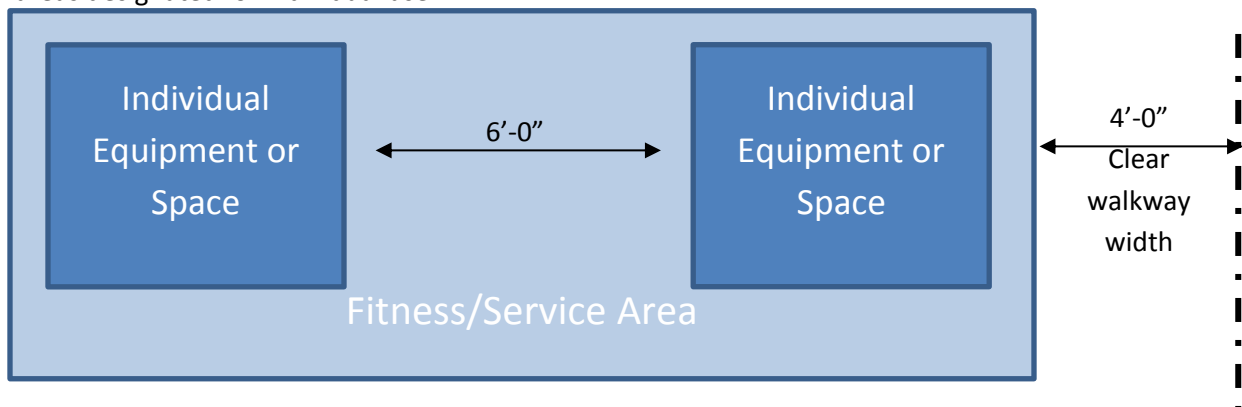 Individual
Equipment or
Space
6’-0”
Individual
Equipment or
Space
4’-0”
Clear
walkway
width
Fitness/Service Area